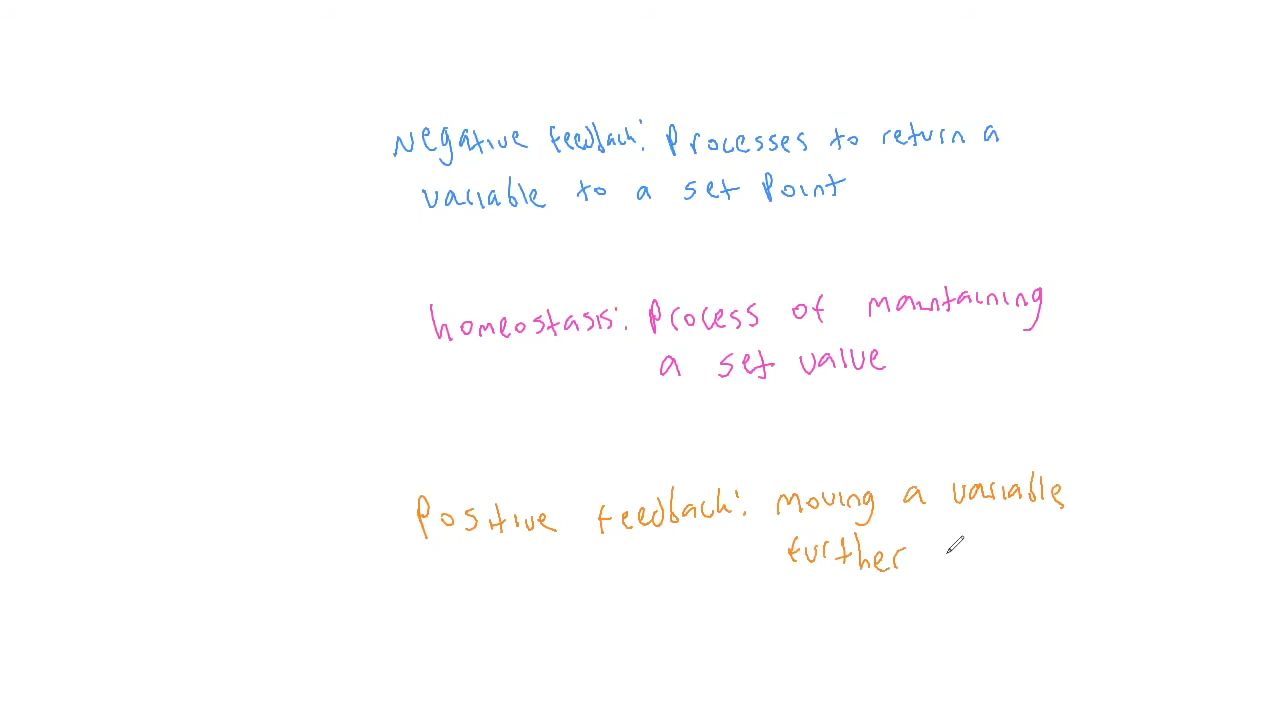 Negative feedback: Processes to return a
variable to a set Point
homeostasis: Process of maintaining
a set value
Positive feedback: moving a variable
further